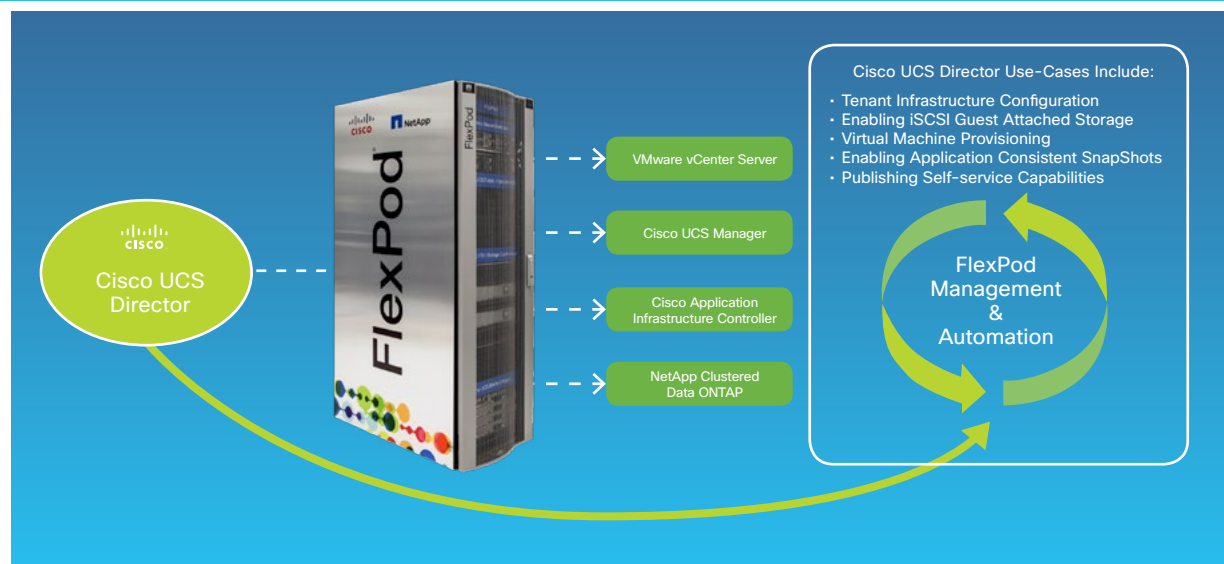 CISCO
Cisco UCS
Director
CISCO
NetApp
FlexPod
FlexPod
VMware vCenter Server
Cisco UCS Manager
Cisco Application
Infrastructure Controller
NetApp Clustered
Data ONTAP
Cisco UCS Director Use-Cases Include:
• Tenant Infrastructure Configuration
• Enabling iSCSI Guest Attached Storage
• Virtual Machine Provisioning
• Enabling Application Consistent SnapShots
• Publishing Self-service Capabilities
FlexPod
Management
&
Automation